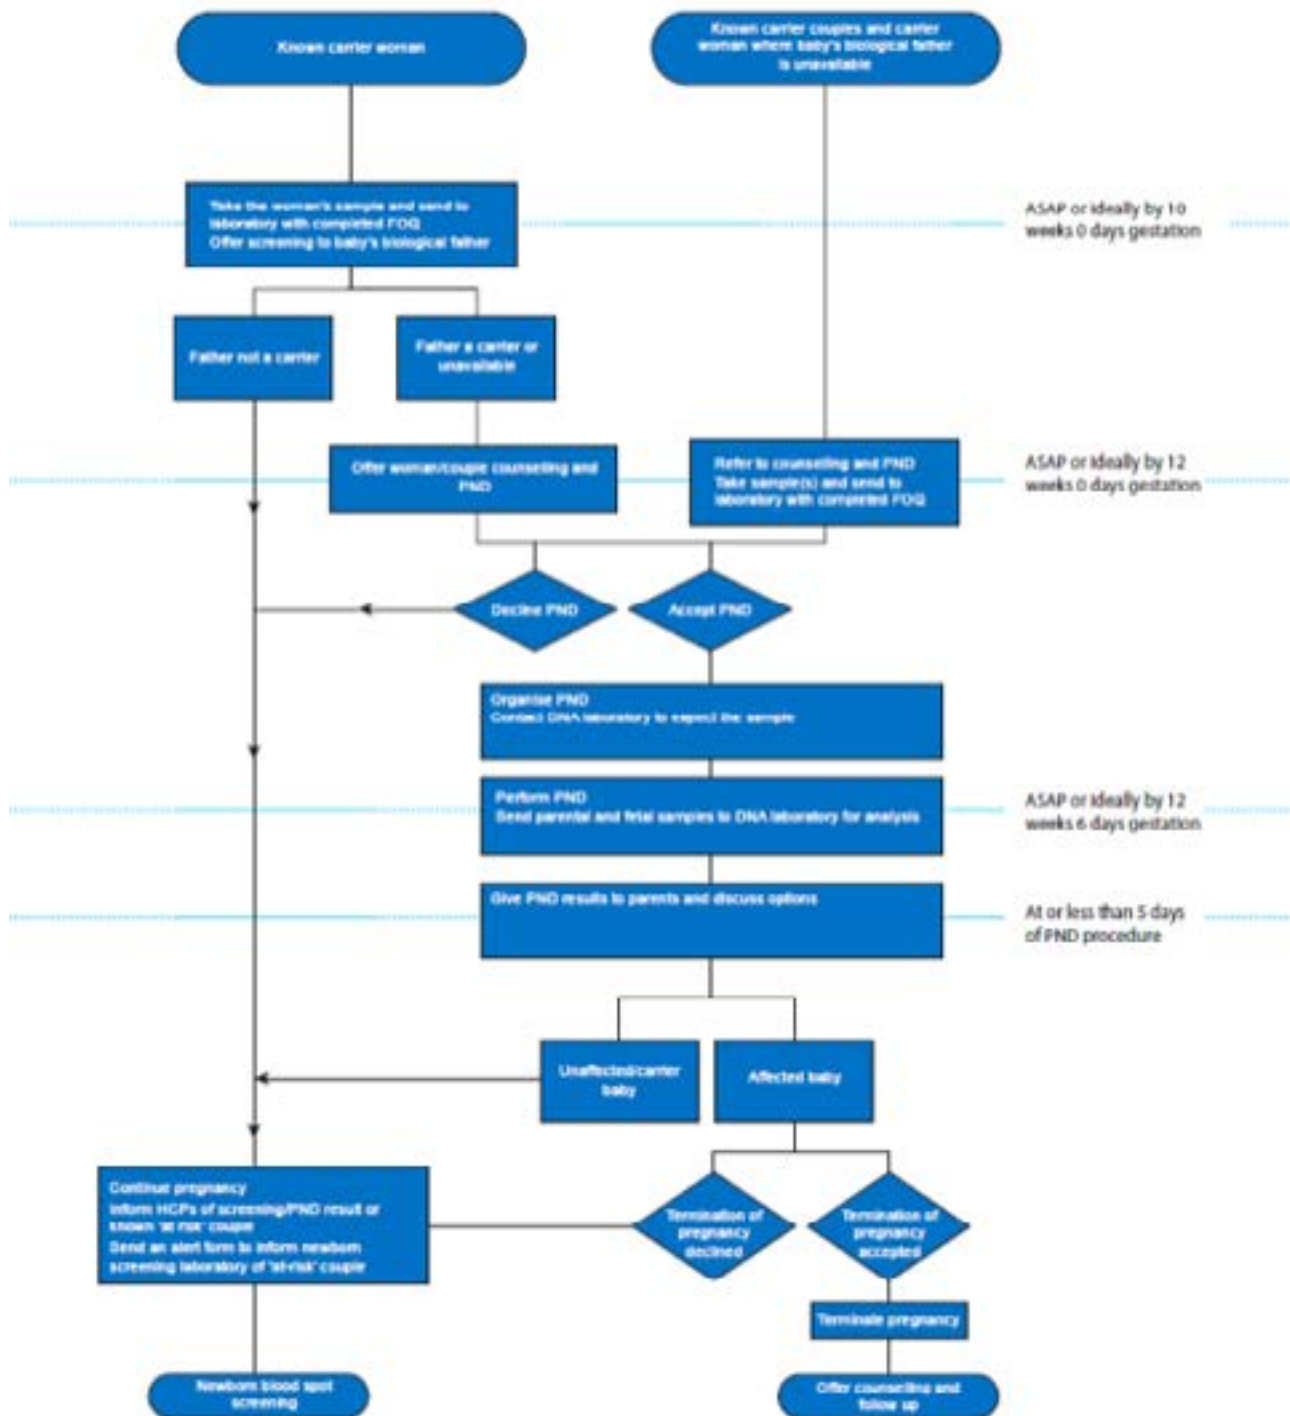 Known carrier woman
Known carrier couples and carrier
woman where baby's biological father
is unavailable
Take the woman's sample and send to
laboratory with completed FOQ
Offer screening to baby's biological father
ASAP or ideally by 10
weeks 0 days gestation
Father not a carrier
Father a carrier or
unavailable
Offer woman/couple counselling and
PND
Refer to counselling and PND
Take sample(s) and send to
laboratory with completed FOQ
ASAP or ideally by 12
weeks 0 days gestation
Decline PND
Accept PND
Organise PND
Contact DNA laboratory to expect the sample
Perform PND
Send parental and fetal samples to DNA laboratory for analysis
ASAP or ideally by 12
weeks 6 days gestation
Give PND results to parents and discuss options
At or less than 5 days
of PND procedure
Unaffected/carrier
baby
Affected baby
Continue pregnancy
Inform HCPs of screening/PND result or
known 'at risk' couple
Send an alert form to inform newborn
screening laboratory of 'at-risk' couple
Termination of
pregnancy
declined
Termination of
pregnancy
accepted
Terminate pregnancy
Newborn blood spot
screening
Offer counselling and
follow up